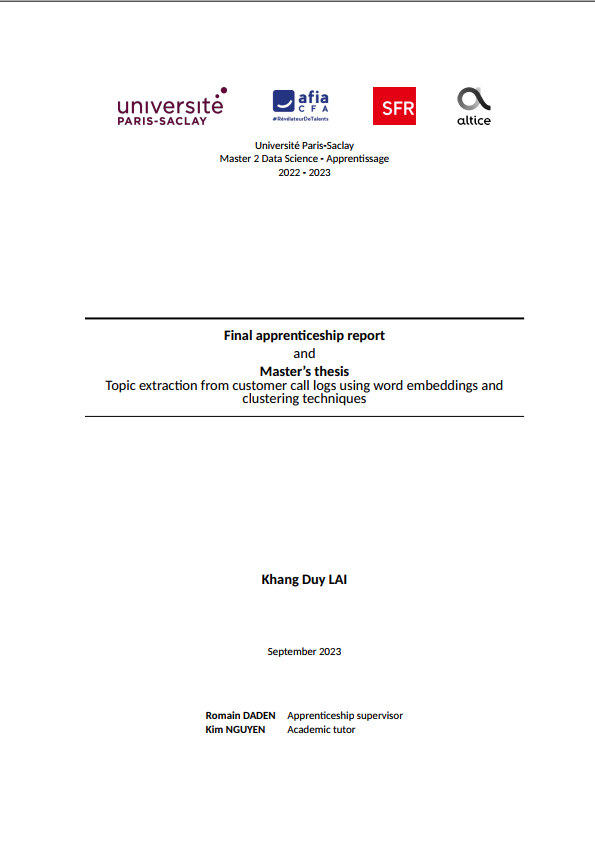 université
PARIS-SACLAY
afia
CFA
#RévélateurDeTalents
SFR
altice
Université Paris-Saclay
Master 2 Data Science - Apprentissage
2022 - 2023
Final apprenticeship report
and
Master's thesis
Topic extraction from customer call logs using word embeddings and
clustering techniques
Khang Duy LAI
September 2023
Romain DADEN Apprenticeship supervisor
Kim NGUYEN Academic tutor